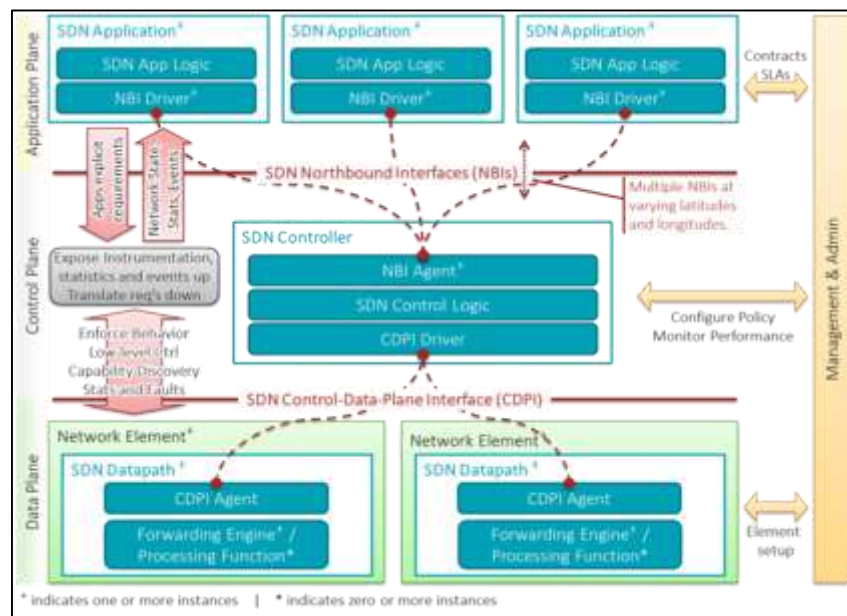 Application Plane
SDN Application⁺
SDN App Logic
NBI Driver⁺
SDN Application⁺
SDN App Logic
NBI Driver⁺
SDN Application⁺
SDN App Logic
NBI Driver⁺
Contracts
SLAs
Apps explicit
requirements
Network State,
Stats, Events
SDN Northbound Interfaces (NBIs)
Multiple NBIs at
varying latitudes
and longitudes.
Control Plane
Expose Instrumentation,
statistics and events up
Translate req's down
SDN Controller
NBI Agent⁺
SDN Control Logic
CDPI Driver
Configure Policy
Monitor Performance
Management & Admin
Enforce Behavior
Low-level Ctrl
Capability Discovery
Stats and Faults
SDN Control-Data-Plane Interface (CDPI)
Data Plane
Network Element⁺
SDN Datapath⁺
CDPI Agent
Forwarding Engine⁺ /
Processing Function*
Network Element
SDN Datapath⁺
CDPI Agent
Forwarding Engine⁺ /
Processing Function*
Element
setup
⁺ indicates one or more instances | * indicates zero or more instances